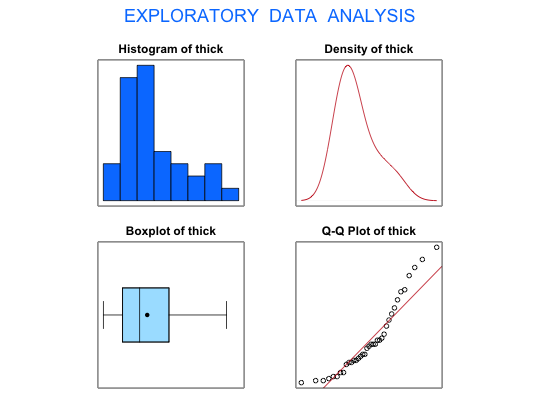 EXPLORATORY DATA ANALYSIS
Histogram of thick
Density of thick
Boxplot of thick
Q-Q Plot of thick